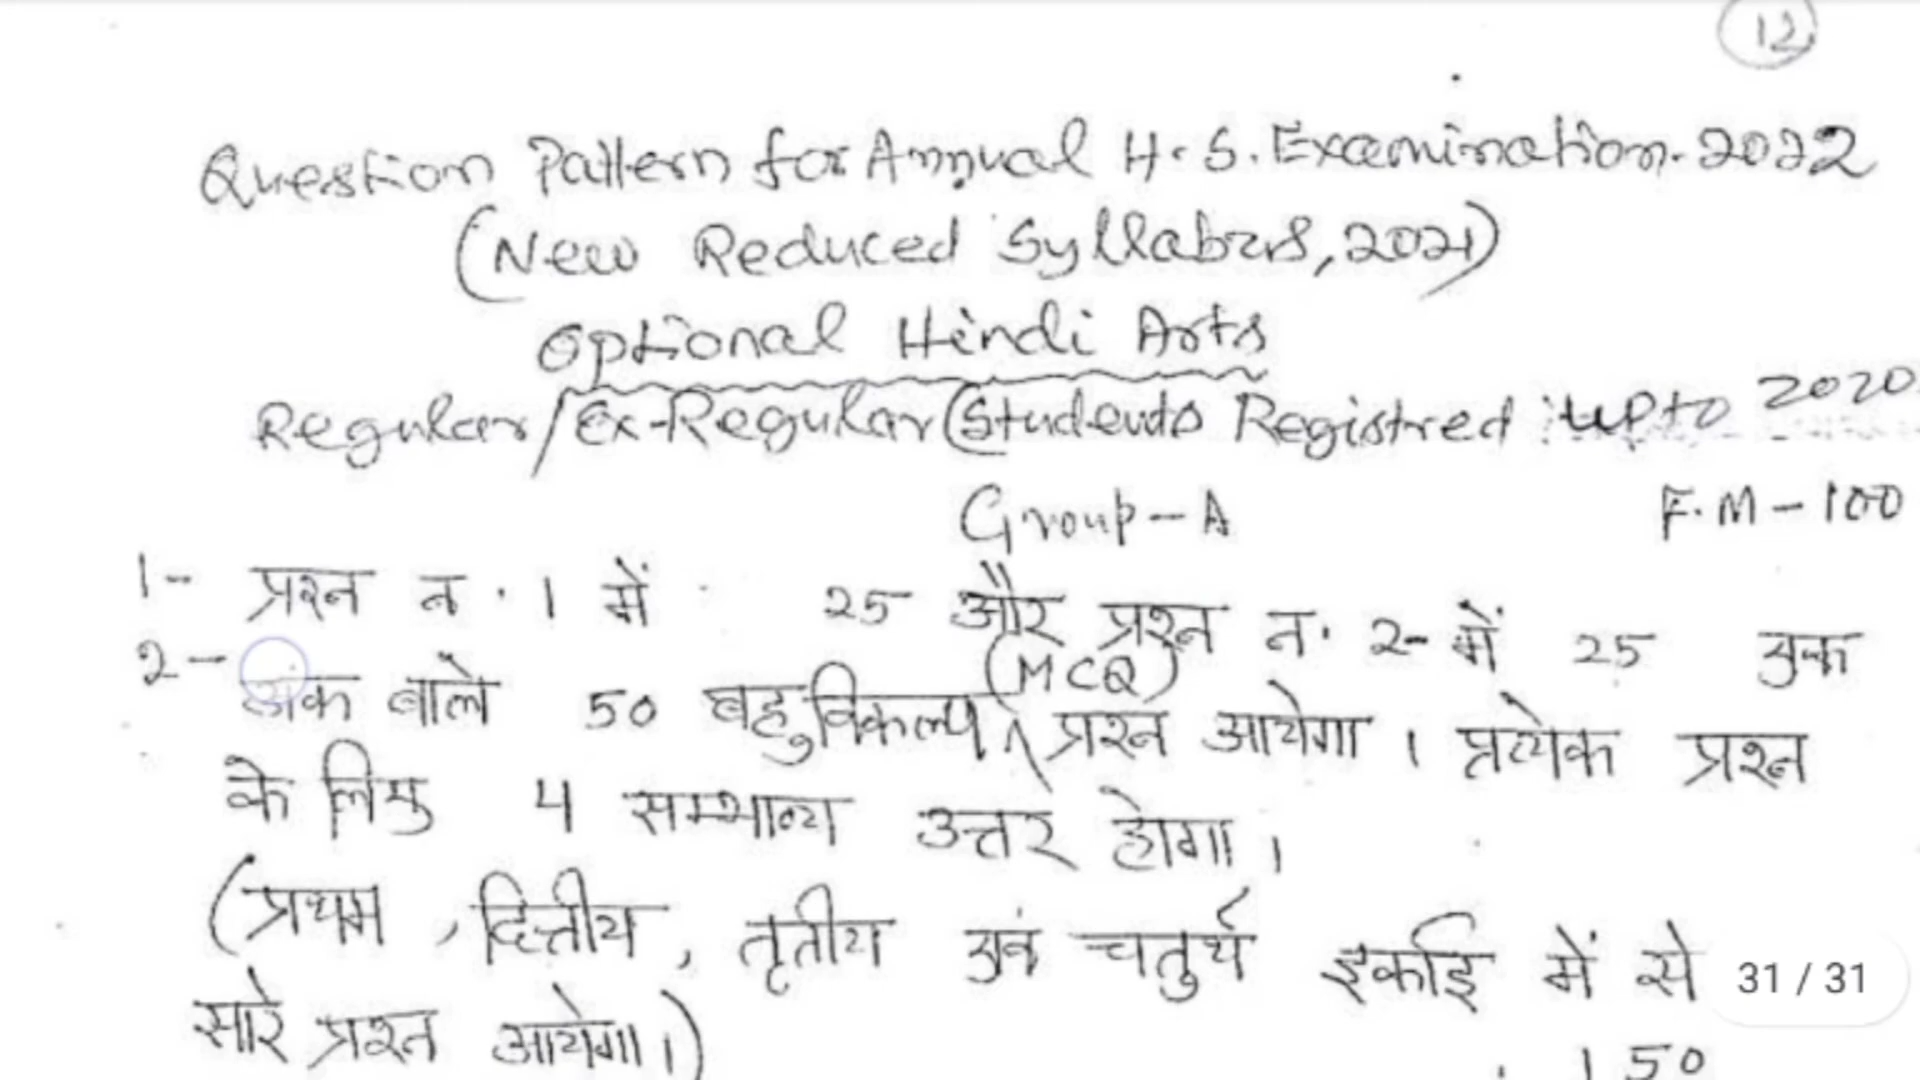 12
Question Pattern for Annual H.S. Examination-2022
(New Reduced Syllabus, 2021)
Optional Hindi Arts
Regular/Ex-Regular (Students Registred upto 2020
Group-A
F.M-100
1- प्रश्न न. 1 में 25 और प्रश्न न. 2- में 25 एक
2- अंक बाले 50 बहुविकल्प (MCQ) प्रश्न आयेगा । प्रत्येक प्रश्न
के लिए 4 सम्भाव्य उत्तर होगा ।
(प्रथम , द्वितीय , तृतीय एवं चतुर्थ इकाई में से
सारे प्रश्न आयेगा ।)
31 / 31
50